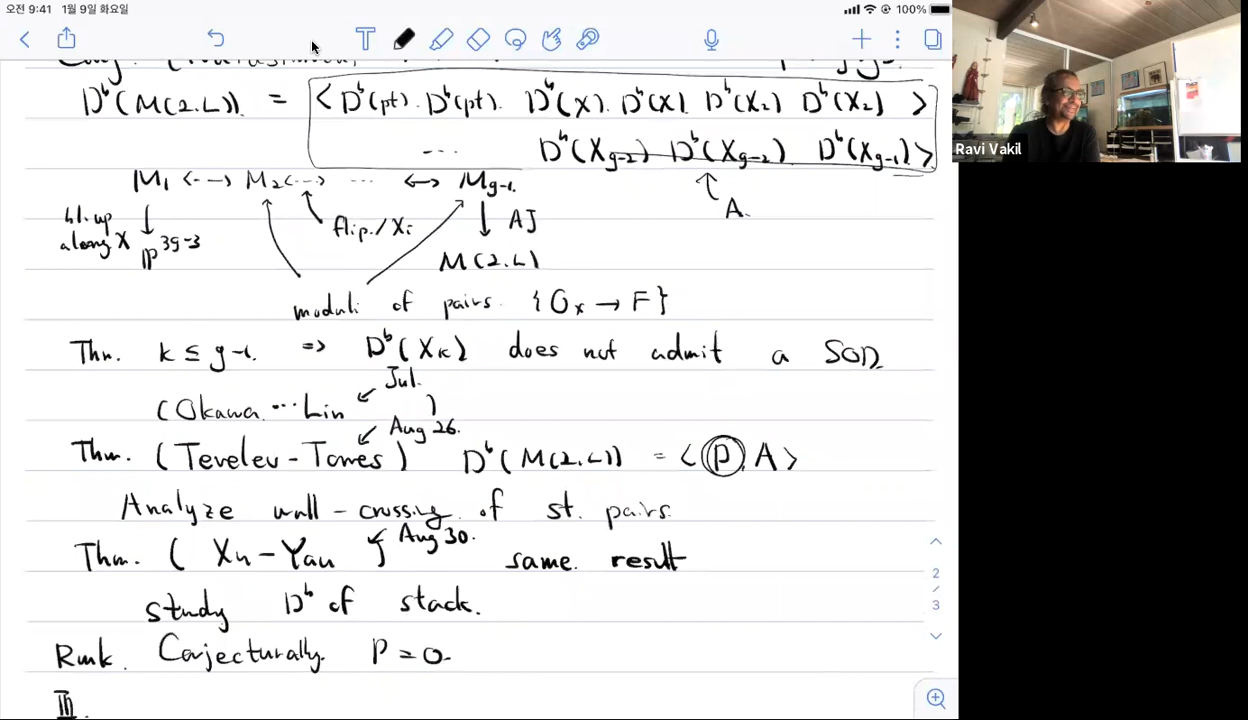 오전 9:41 1월 9일 화요일 100%
D^b(M(2.L)) = < D^b(pt). D^b(pt). D^b(X). D^b(X). D^b(X_2) D^b(X_2) >
... D^b(X_{g-2}) D^b(X_{g-2}) D^b(X_{g-1})>
M_1 <--> M_2 <...> ... <-> M_{g-1}.
A.
bl. up along X ↓ P^{3g-3}
flip./X_i
↓ AJ
M(2.L)
moduli of pairs. {O_X → F}
Thm. k ≤ g-1. => D^b(X_k) does not admit a SOD
(Okawa. ... Lin ↙ Jul. )
Thm. (Tevelev-Torres) ↙ Aug 26. D^b(M(2.L)) = <P, A>
Analyze wall-crossing of st. pairs.
Thm. ( Xu-Yau ) ↙ Aug 30. same result
study D^b of stack.
Rmk. Conjecturally. P = 0.
III.
2
/
3
Ravi Vakil